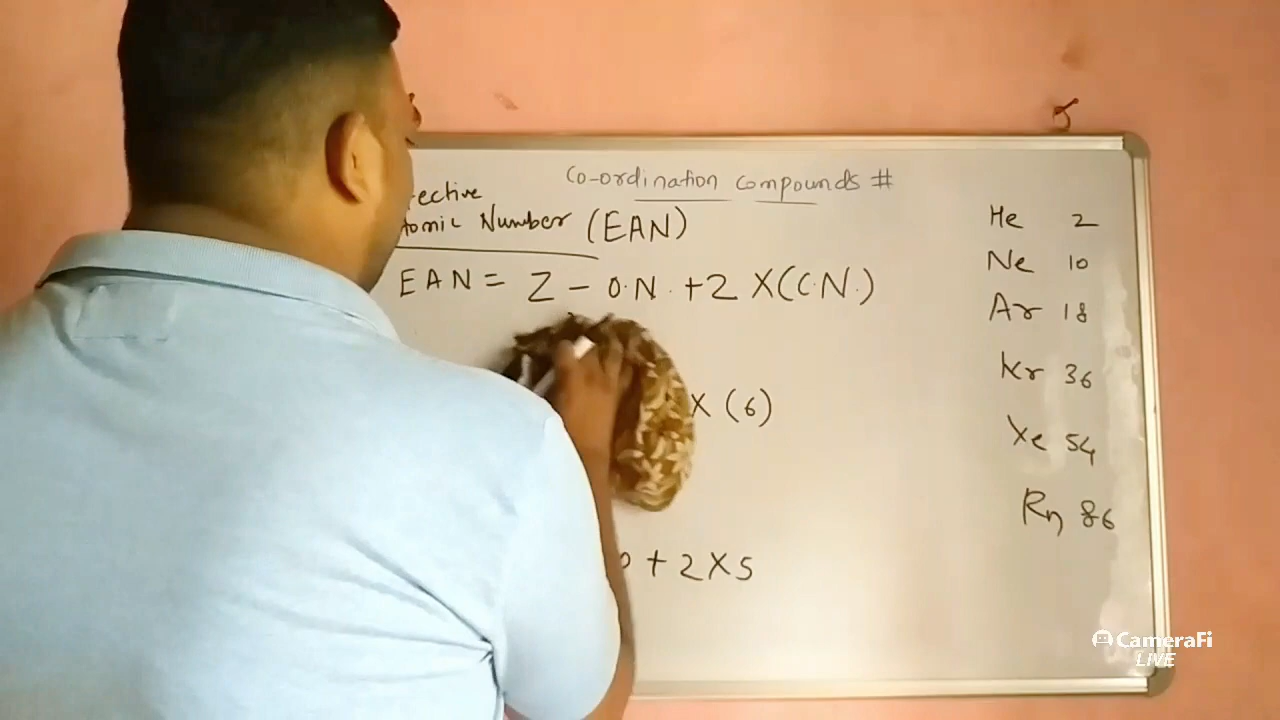 Co-ordination compounds #
ective
tomic Number (EAN)
EAN = Z - O.N. + 2 X (C.N.)
X (6)
+ 2 X 5
He 2
Ne 10
Ar 18
Kr 36
Xe 54
Rn 86
CameraFi
LIVE